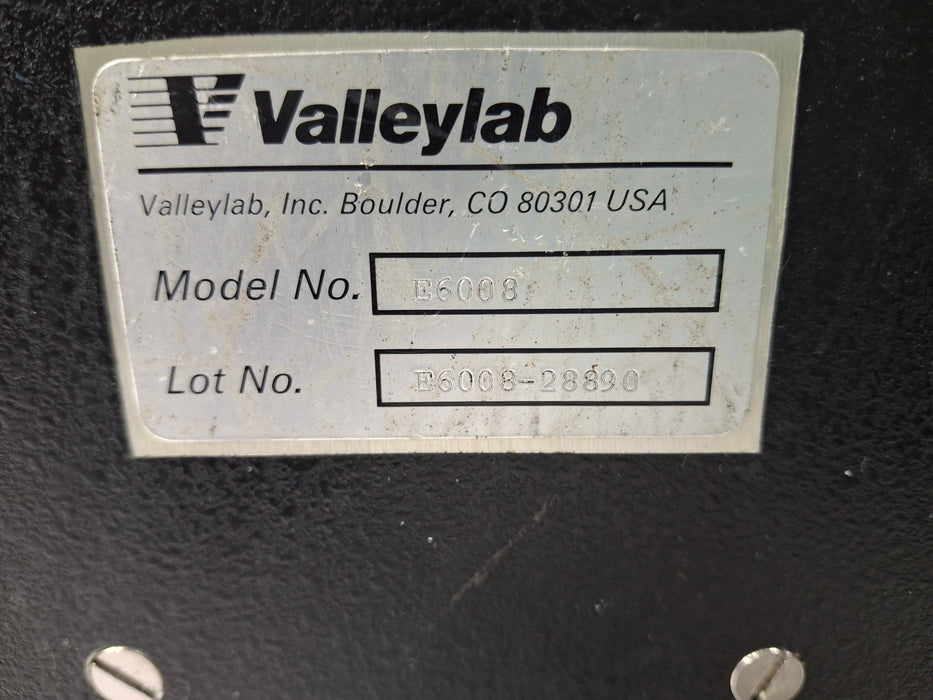 Valleylab
Valleylab, Inc. Boulder, CO 80301 USA
Model No. E6008
Lot No. E6008-28890